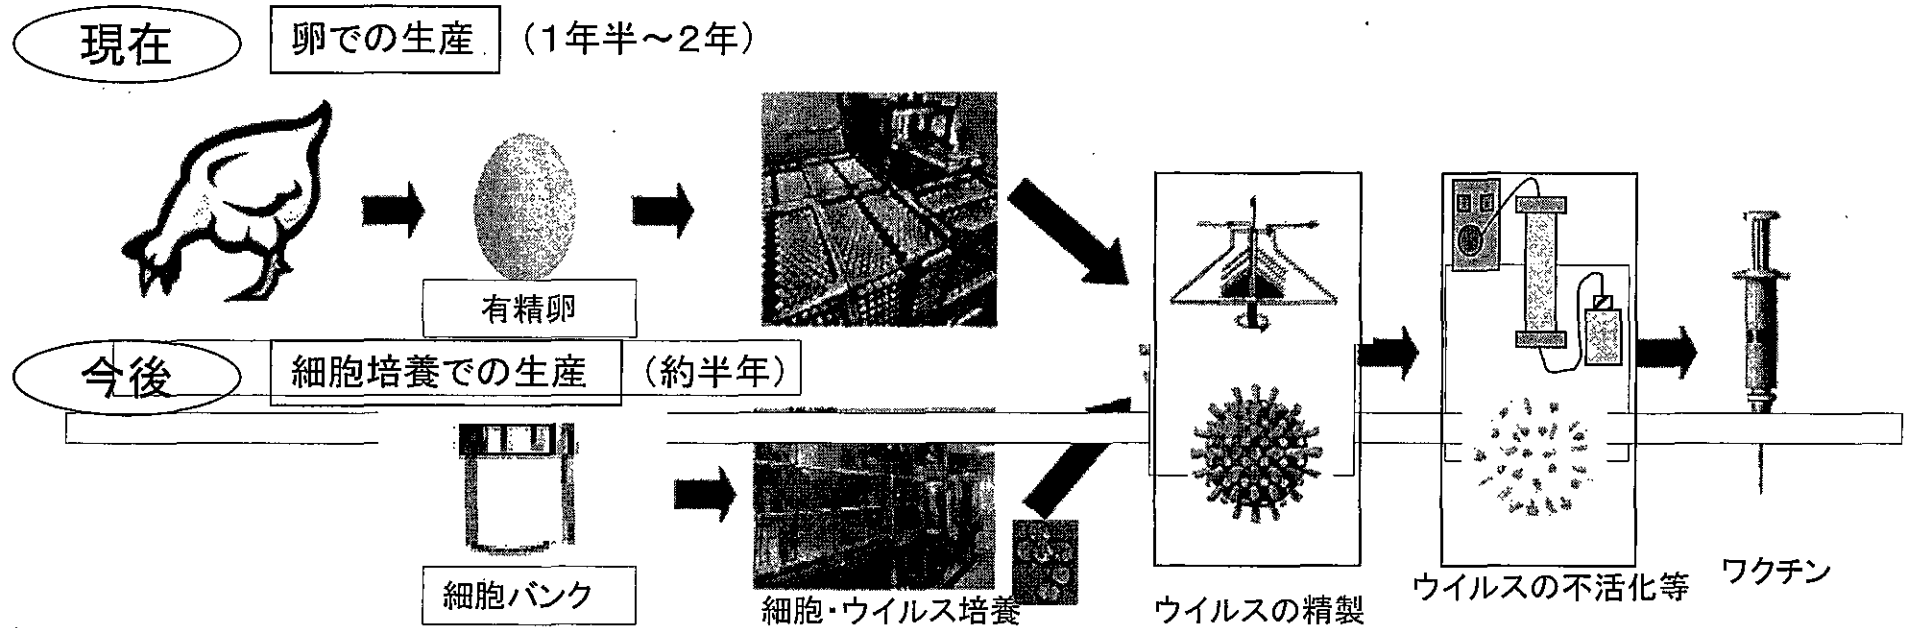 現在
卵での生産
(1年半～2年)
有精卵
今後
細胞培養での生産
(約半年)
細胞バンク
細胞・ウイルス培養
ウイルスの精製
ウイルスの不活化等
ワクチン